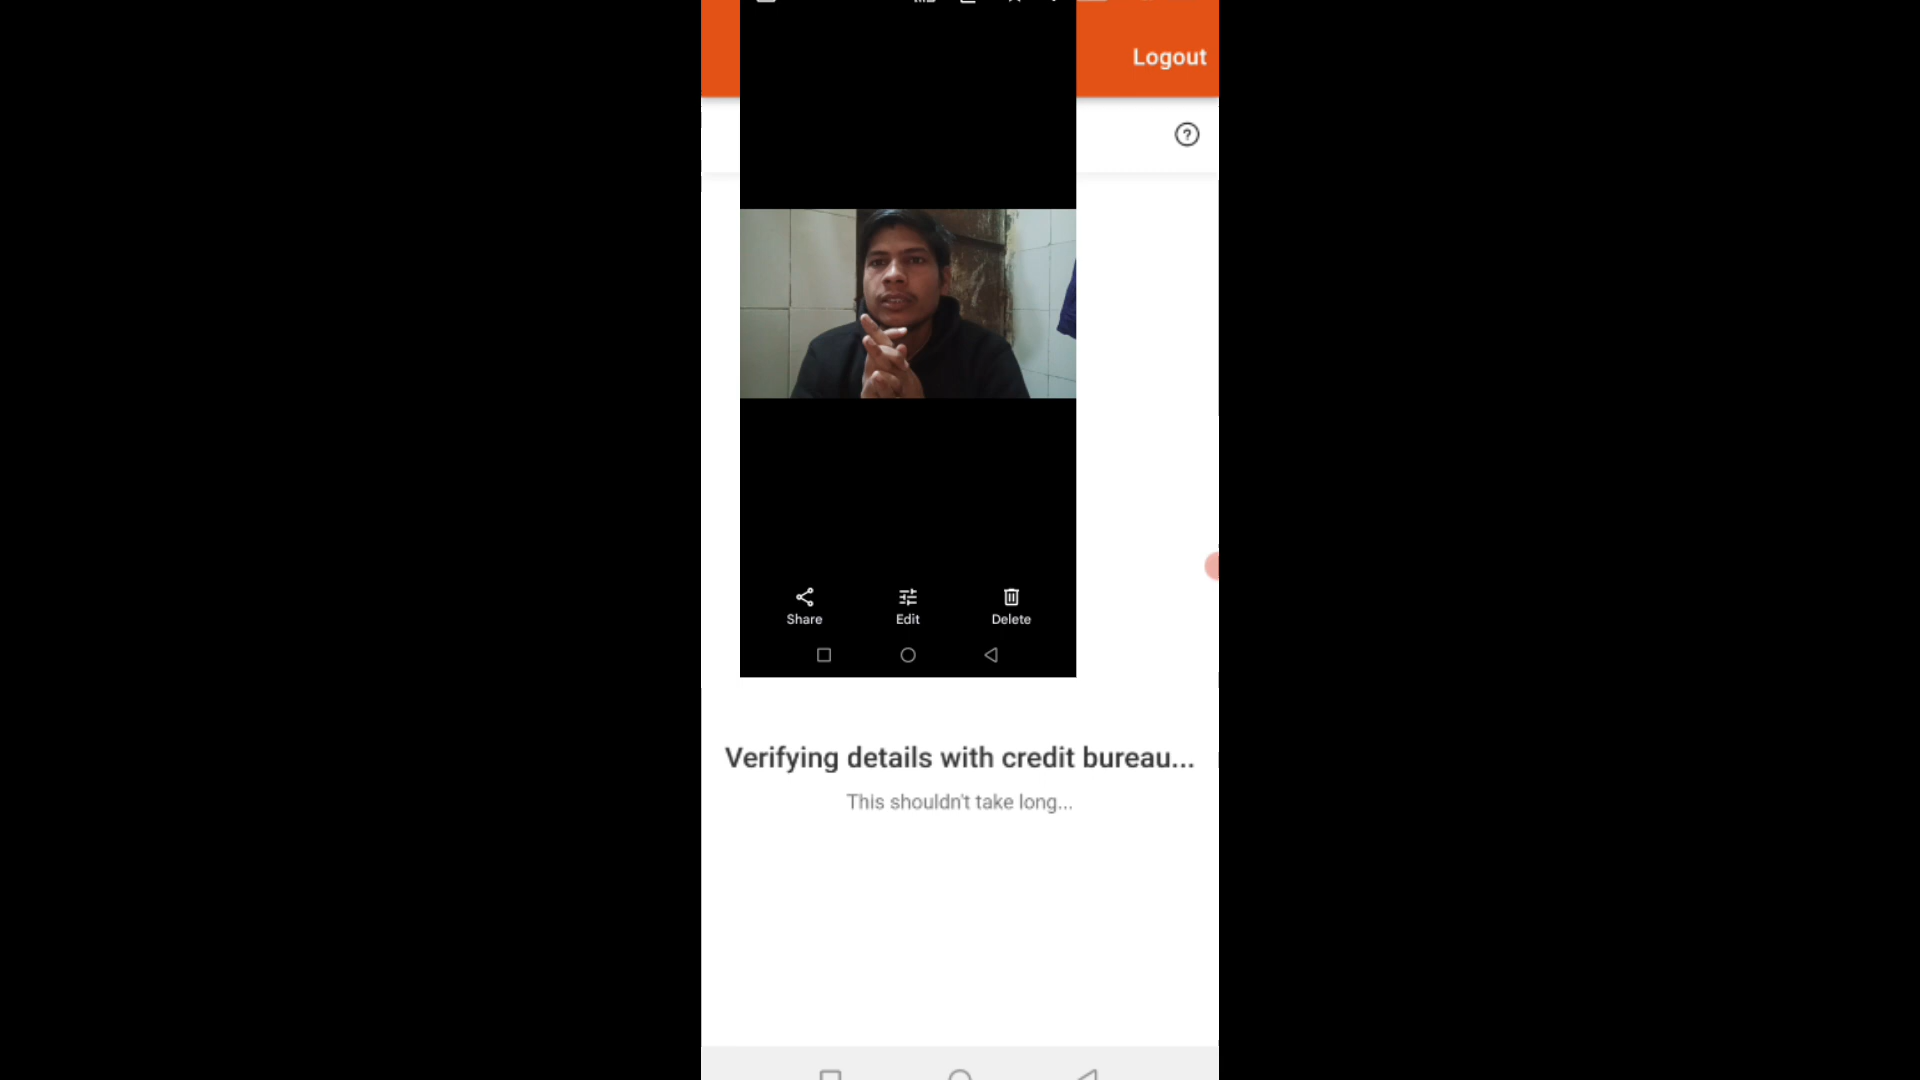 Logout
Share
Edit
Delete
Verifying details with credit bureau...
This shouldn't take long...